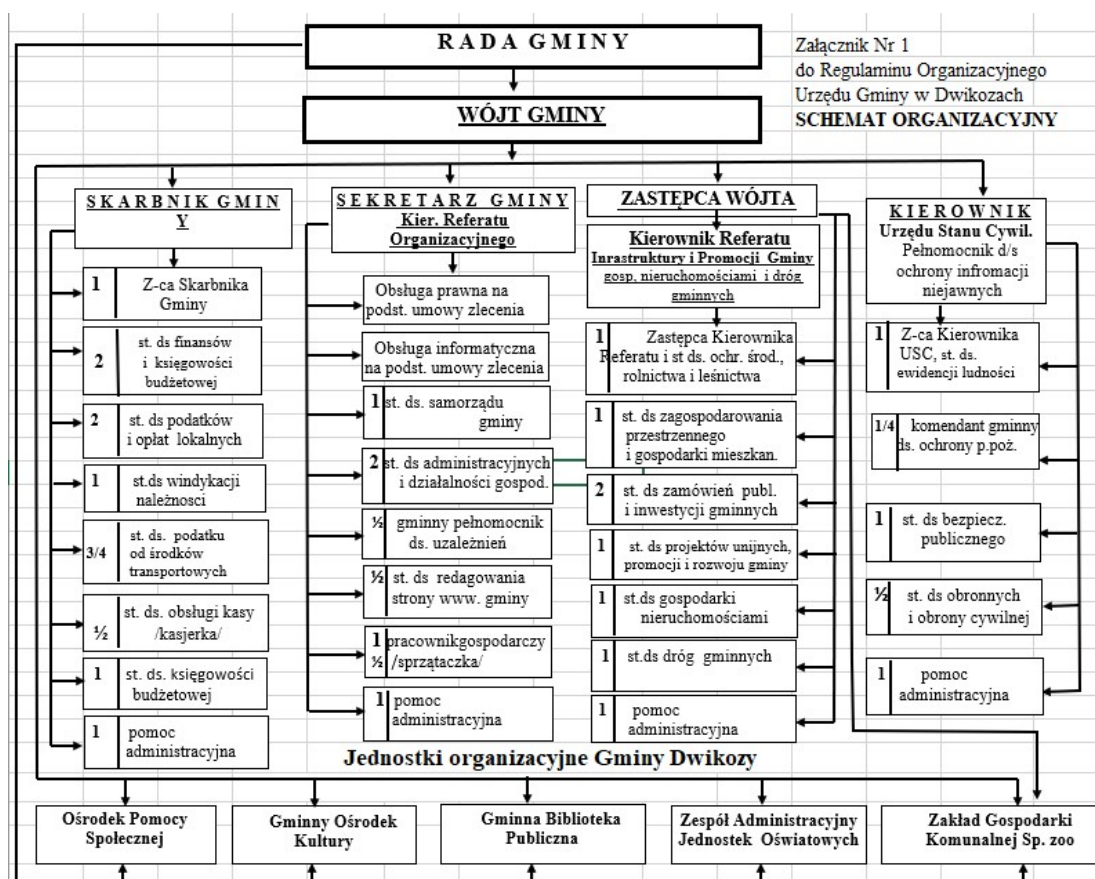 RADA GMINY
Załącznik Nr 1
do Regulaminu Organizacyjnego
Urzędu Gminy w Dwikozach
SCHEMAT ORGANIZACYJNY
WÓJT GMINY
SKARBNIK GMIN
Y
1 Z-ca Skarbnika
Gminy
2 st. ds finansów
i księgowości
budżetowej
2 st. ds podatków
i opłat lokalnych
1 st.ds windykacji
należnosci
3/4 st. ds. podatku
od środków
transportowych
½ st. ds. obsługi kasy
/kasjerka/
1 st. ds. księgowości
budżetowej
1 pomoc
administracyjna
SEKRETARZ GMINY
Kier. Referatu
Organizacyjnego
Obsługa prawna na
podst. umowy zlecenia
Obsługa informatyczna
na podst. umowy zlecenia
1 st. ds. samorządu
gminy
2 st. ds administracyjnych
i działalności gospod.
½ gminny pełnomocnik
ds. uzależnień
½ st. ds redagowania
strony www. gminy
1 pracownikgospodarczy
½ /sprzątaczka/
1 pomoc
administracyjna
ZASTĘPCA WÓJTA
Kierownik Referatu
Inrastruktury i Promocji Gminy
gosp, nieruchomościami i dróg
gminnych
1 Zastępca Kierownika
Referatu i st ds. ochr. środ.,
rolnictwa i leśnictwa
1 st. ds zagospodarowania
przestrzennego
i gospodarki mieszkan.
2 st. ds zamówień publ.
i inwestycji gminnych
1 st. ds projektów unijnych,
promocji i rozwoju gminy
1 st.ds gospodarki
nieruchomościami
1 st.ds dróg gminnych
1 pomoc
administracyjna
KIEROWNIK
Urzędu Stanu Cywil.
Pełnomocnik d/s
ochrony infromacji
niejawnych
1 Z-ca Kierownika
USC, st. ds.
ewidencji ludności
1/4 komendant gminny
ds. ochrony p.poż.
1 st. ds bezpiecz.
publicznego
½ st. ds obronnych
i obrony cywilnej
1 pomoc
administracyjna
Jednostki organizacyjne Gminy Dwikozy
Ośrodek Pomocy
Społecznej
Gminny Ośrodek
Kultury
Gminna Biblioteka
Publiczna
Zespół Administracyjny
Jednostek Oświatowych
Zakład Gospodarki
Komunalnej Sp. zoo